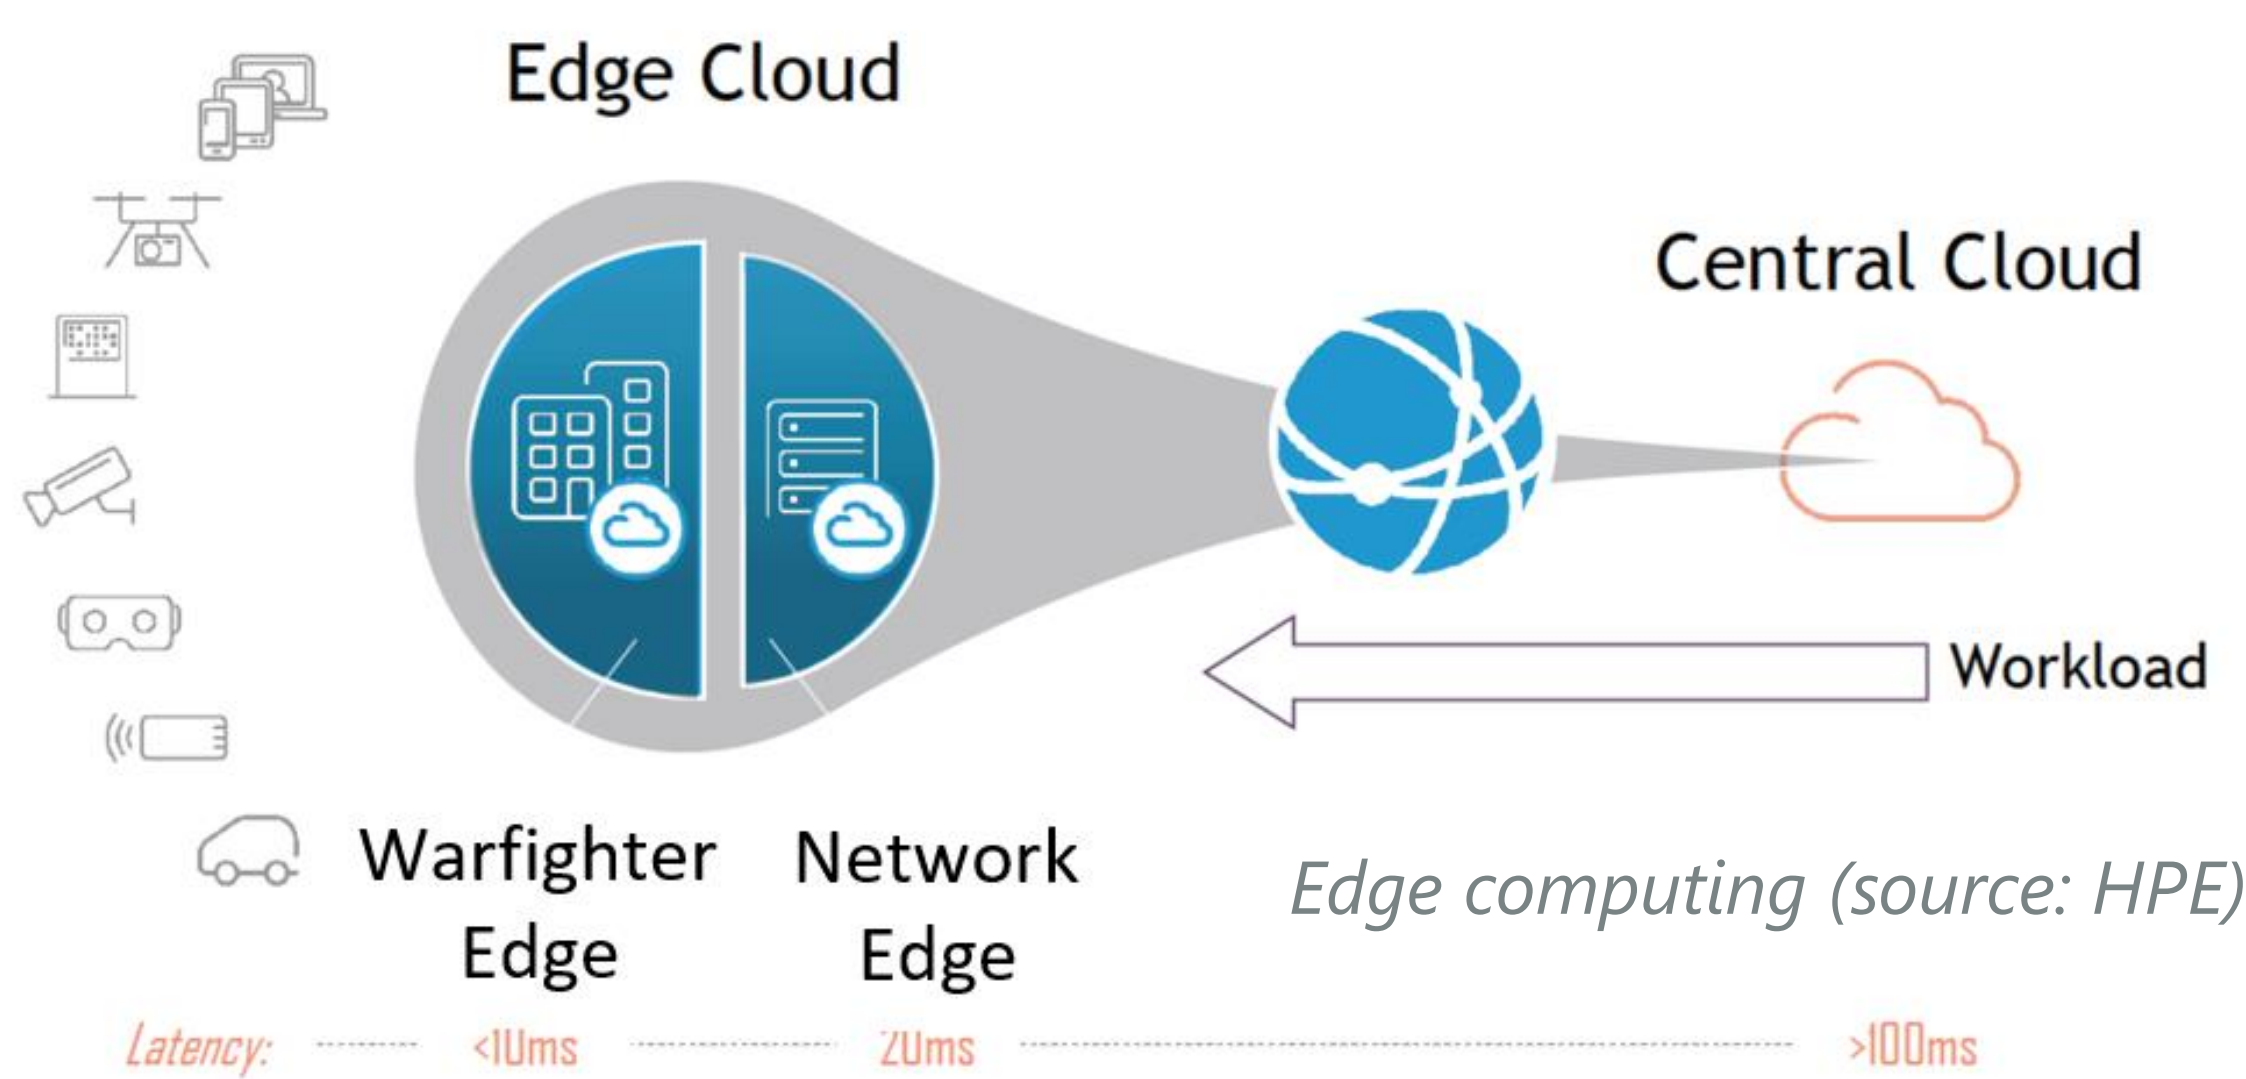 Edge Cloud
Central Cloud
Workload
Warfighter
Edge
Network
Edge
Edge computing (source: HPE)
Latency: <10ms 20ms >100ms